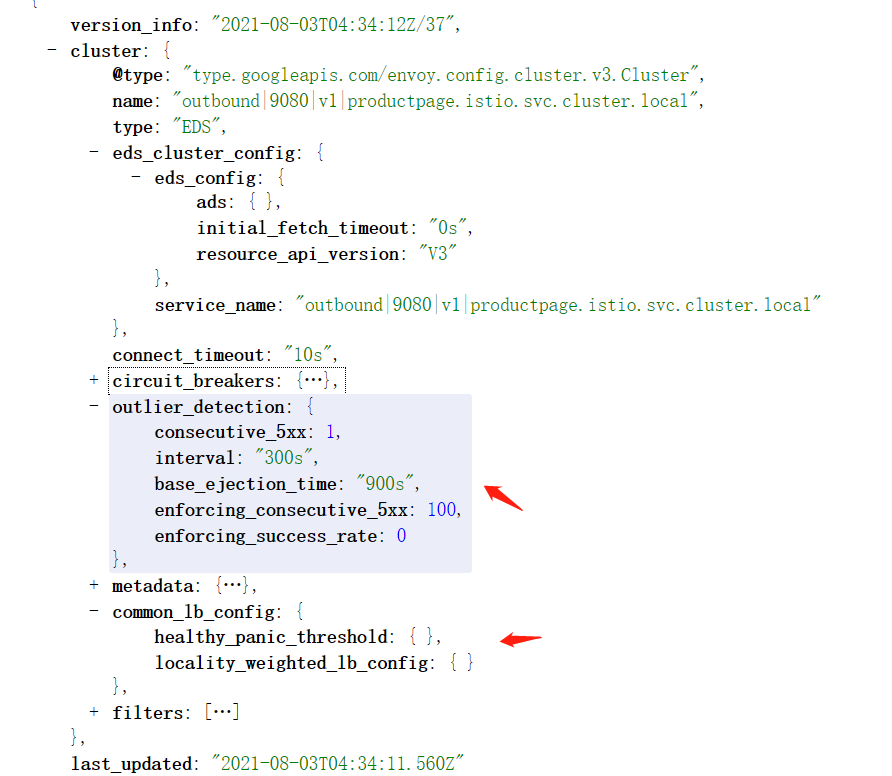 {
version_info: "2021-08-03T04:34:12Z/37",
- cluster: {
@type: "type.googleapis.com/envoy.config.cluster.v3.Cluster",
name: "outbound|9080|v1|productpage.istio.svc.cluster.local",
type: "EDS",
- eds_cluster_config: {
- eds_config: {
ads: { },
initial_fetch_timeout: "0s",
resource_api_version: "V3"
},
service_name: "outbound|9080|v1|productpage.istio.svc.cluster.local"
},
connect_timeout: "10s",
+ circuit_breakers: {…},
- outlier_detection: {
consecutive_5xx: 1,
interval: "300s",
base_ejection_time: "900s",
enforcing_consecutive_5xx: 100,
enforcing_success_rate: 0
},
+ metadata: {…},
- common_lb_config: {
healthy_panic_threshold: { },
locality_weighted_lb_config: { }
},
+ filters: […]
},
last_updated: "2021-08-03T04:34:11.560Z"